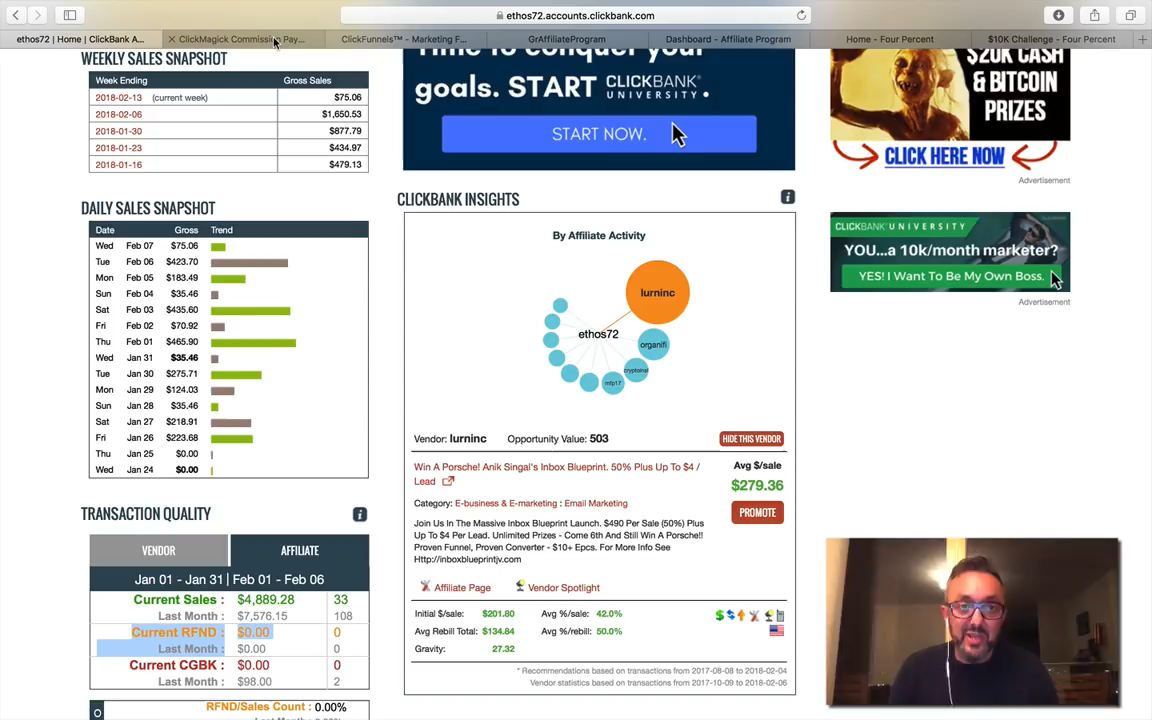 ethos72.accounts.clickbank.com
ethos72 | Home | ClickBank A...
ClickMagick Commission Pay...
ClickFunnels™ - Marketing F...
GrAffiliateProgram
Dashboard - Affiliate Program
Home - Four Percent
$10K Challenge - Four Percent
WEEKLY SALES SNAPSHOT
Week Ending Gross Sales
2018-02-13 (current week) $75.06
2018-02-06 $1,650.53
2018-01-30 $877.79
2018-01-23 $434.97
2018-01-16 $479.13
DAILY SALES SNAPSHOT
Date Gross Trend
Wed Feb 07 $75.06
Tue Feb 06 $423.70
Mon Feb 05 $183.49
Sun Feb 04 $35.46
Sat Feb 03 $435.60
Fri Feb 02 $70.92
Thu Feb 01 $465.90
Wed Jan 31 $35.46
Tue Jan 30 $275.71
Mon Jan 29 $124.03
Sun Jan 28 $35.46
Sat Jan 27 $218.91
Fri Jan 26 $223.68
Thu Jan 25 $0.00
Wed Jan 24 $0.00
TRANSACTION QUALITY
VENDOR AFFILIATE
Jan 01 - Jan 31 | Feb 01 - Feb 06
Current Sales : $4,889.28 33
Last Month : $7,576.15 108
Current RFND : $0.00 0
Last Month : $0.00 0
Current CGBK : $0.00 0
Last Month : $98.00 2
RFND/Sales Count : 0.00%
Time to conquer your
goals. START CLICKBANK®
UNIVERSITY.
START NOW.
CLICKBANK INSIGHTS
By Affiliate Activity
lurninc
ethos72
organifi
mfp17
Vendor: lurninc Opportunity Value: 503
HIDE THIS VENDOR
Win A Porsche! Anik Singal's Inbox Blueprint. 50% Plus Up To $4 /
Lead
Avg $/sale
$279.36
PROMOTE
Category: E-business & E-marketing : Email Marketing
Join Us In The Massive Inbox Blueprint Launch. $490 Per Sale (50%) Plus
Up To $4 Per Lead. Unlimited Prizes - Come 6th And Still Win A Porsche!!
Proven Funnel, Proven Converter - $10+ Epcs. For More Info See
Http://inboxblueprintjv.com
Affiliate Page Vendor Spotlight
Initial $/sale: $201.80 Avg %/sale: 42.0%
Avg Rebill Total: $134.84 Avg %/rebill: 50.0%
Gravity: 27.32
* Recommendations based on transactions from 2017-08-08 to 2018-02-04
Vendor statistics based on transactions from 2017-10-09 to 2018-02-06
$20K CASH
& BITCOIN
PRIZES
CLICK HERE NOW
Advertisement
CLICKBANK UNIVERSITY
YOU...a 10k/month marketer?
YES! I Want To Be My Own Boss.
Advertisement